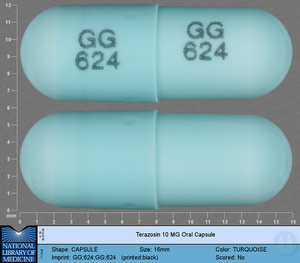 GG
624
GG
624
NATIONAL
LIBRARY OF
MEDICINE
Terazosin 10 MG Oral Capsule
Shape: CAPSULE Size: 16mm Color: TURQUOISE
Imprint: GG;624;GG;624 (printed:black) Scored: No
mm